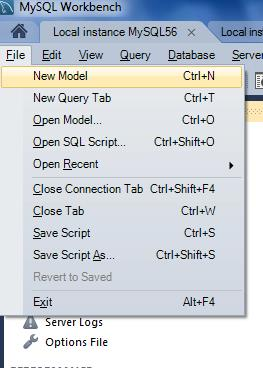 MySQL Workbench
Local instance MySQL56 × Local inst
File Edit View Query Database Server
New Model Ctrl+N
New Query Tab Ctrl+T
Open Model... Ctrl+O
Open SQL Script... Ctrl+Shift+O
Open Recent
Close Connection Tab Ctrl+Shift+F4
Close Tab Ctrl+W
Save Script Ctrl+S
Save Script As... Ctrl+Shift+S
Revert to Saved
Exit Alt+F4
Server Logs
Options File